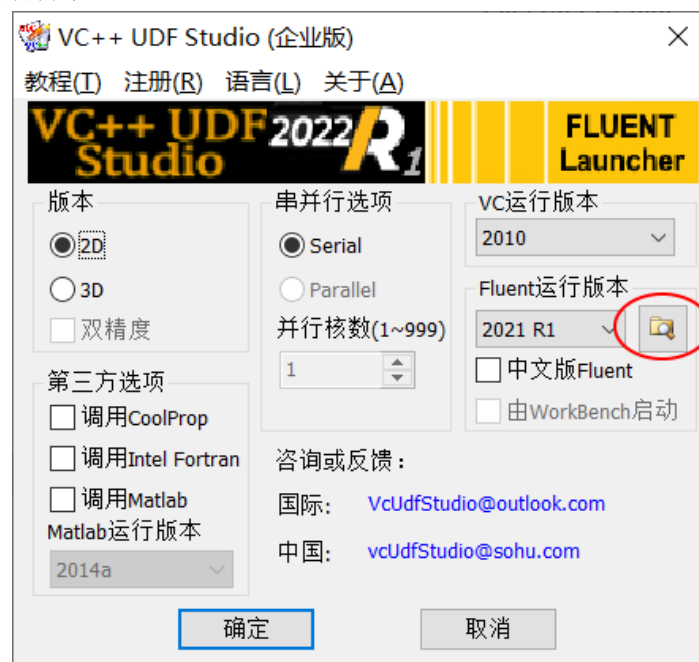 VC++ UDF Studio (企业版)
教程(T) 注册(R) 语言(L) 关于(A)
VC++ UDF Studio 2022 R1
FLUENT Launcher
版本
2D
3D
双精度
串并行选项
Serial
Parallel
并行核数(1~999)
1
VC运行版本
2010
Fluent运行版本
2021 R1
中文版Fluent
由WorkBench启动
第三方选项
调用CoolProp
调用Intel Fortran
调用Matlab
Matlab运行版本
2014a
咨询或反馈：
国际: VcUdfStudio@outlook.com
中国: vcUdfStudio@sohu.com
确定 取消